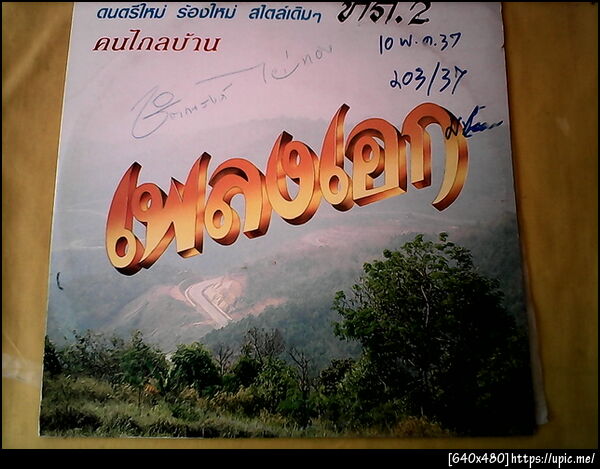 ดนตรีใหม่ ร้องใหม่ สไตล์เดิมๆ
คนไกลบ้าน
10 พ.ค. 37
203/37
เพลงเอก
[640x480]https://upic.me/